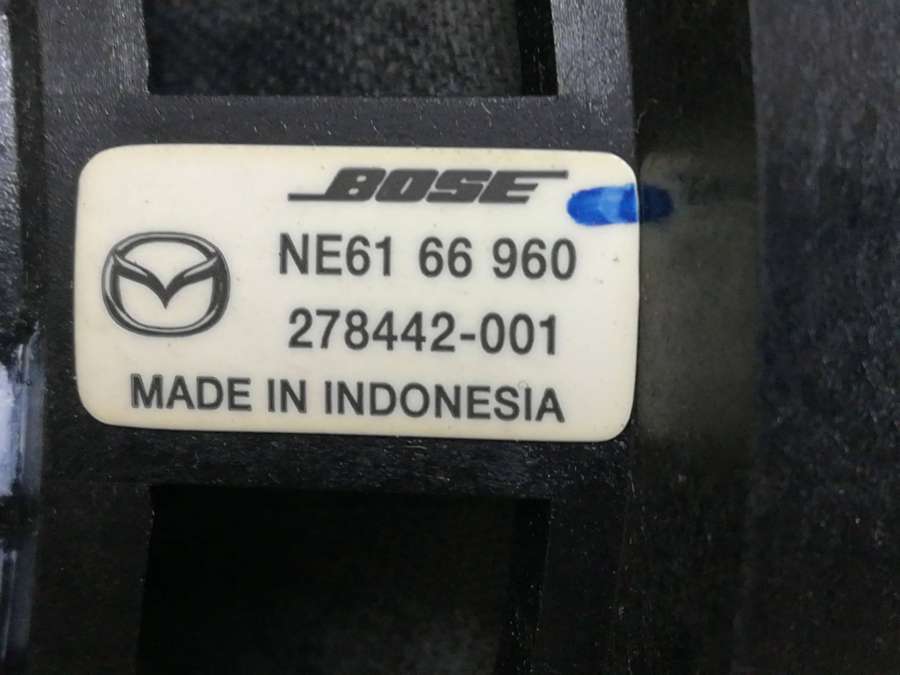 BOSE
NE61 66 960
278442-001
MADE IN INDONESIA